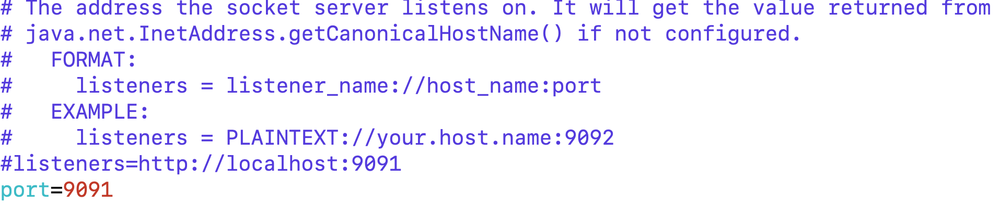 # The address the socket server listens on. It will get the value returned from
# java.net.InetAddress.getCanonicalHostName() if not configured.
#   FORMAT:
#     listeners = listener_name://host_name:port
#   EXAMPLE:
#     listeners = PLAINTEXT://your.host.name:9092
#listeners=http://localhost:9091
port=9091